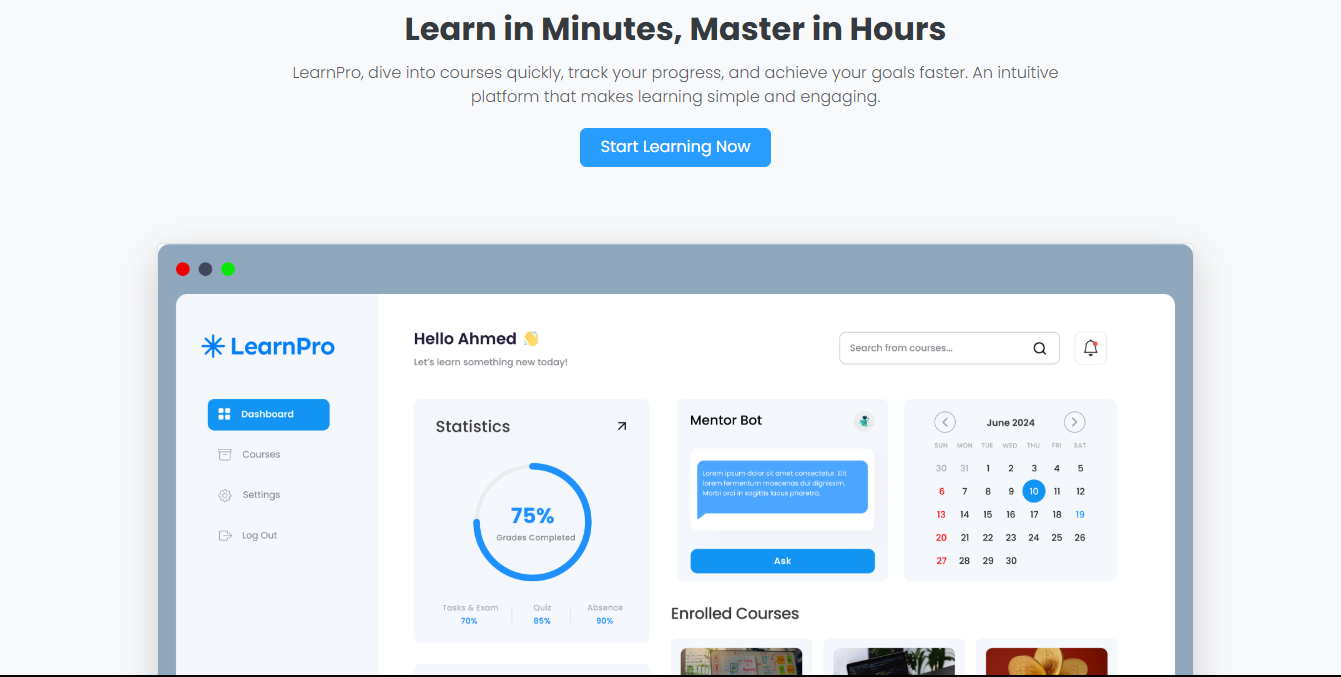 Learn in Minutes, Master in Hours
LearnPro, dive into courses quickly, track your progress, and achieve your goals faster. An intuitive
platform that makes learning simple and engaging.
Start Learning Now
LearnPro
Dashboard
Courses
Settings
Log Out
Hello Ahmed 👋
Let's learn something new today!
Search from courses...
Statistics
75%
Grades Completed
Tasks & Exam Quiz Absence
70% 85% 90%
Mentor Bot
Lorem ipsum dolor sit amet consectetur. Elit
lorem fermentum maecenas dui dignissim.
Morbi orci in sagittis lacus pharetra.
Ask
June 2024
SUN MON TUE WED THU FRI SAT
30 31 1 2 3 4 5
6 7 8 9 10 11 12
13 14 15 16 17 18 19
20 21 22 23 24 25 26
27 28 29 30
Enrolled Courses